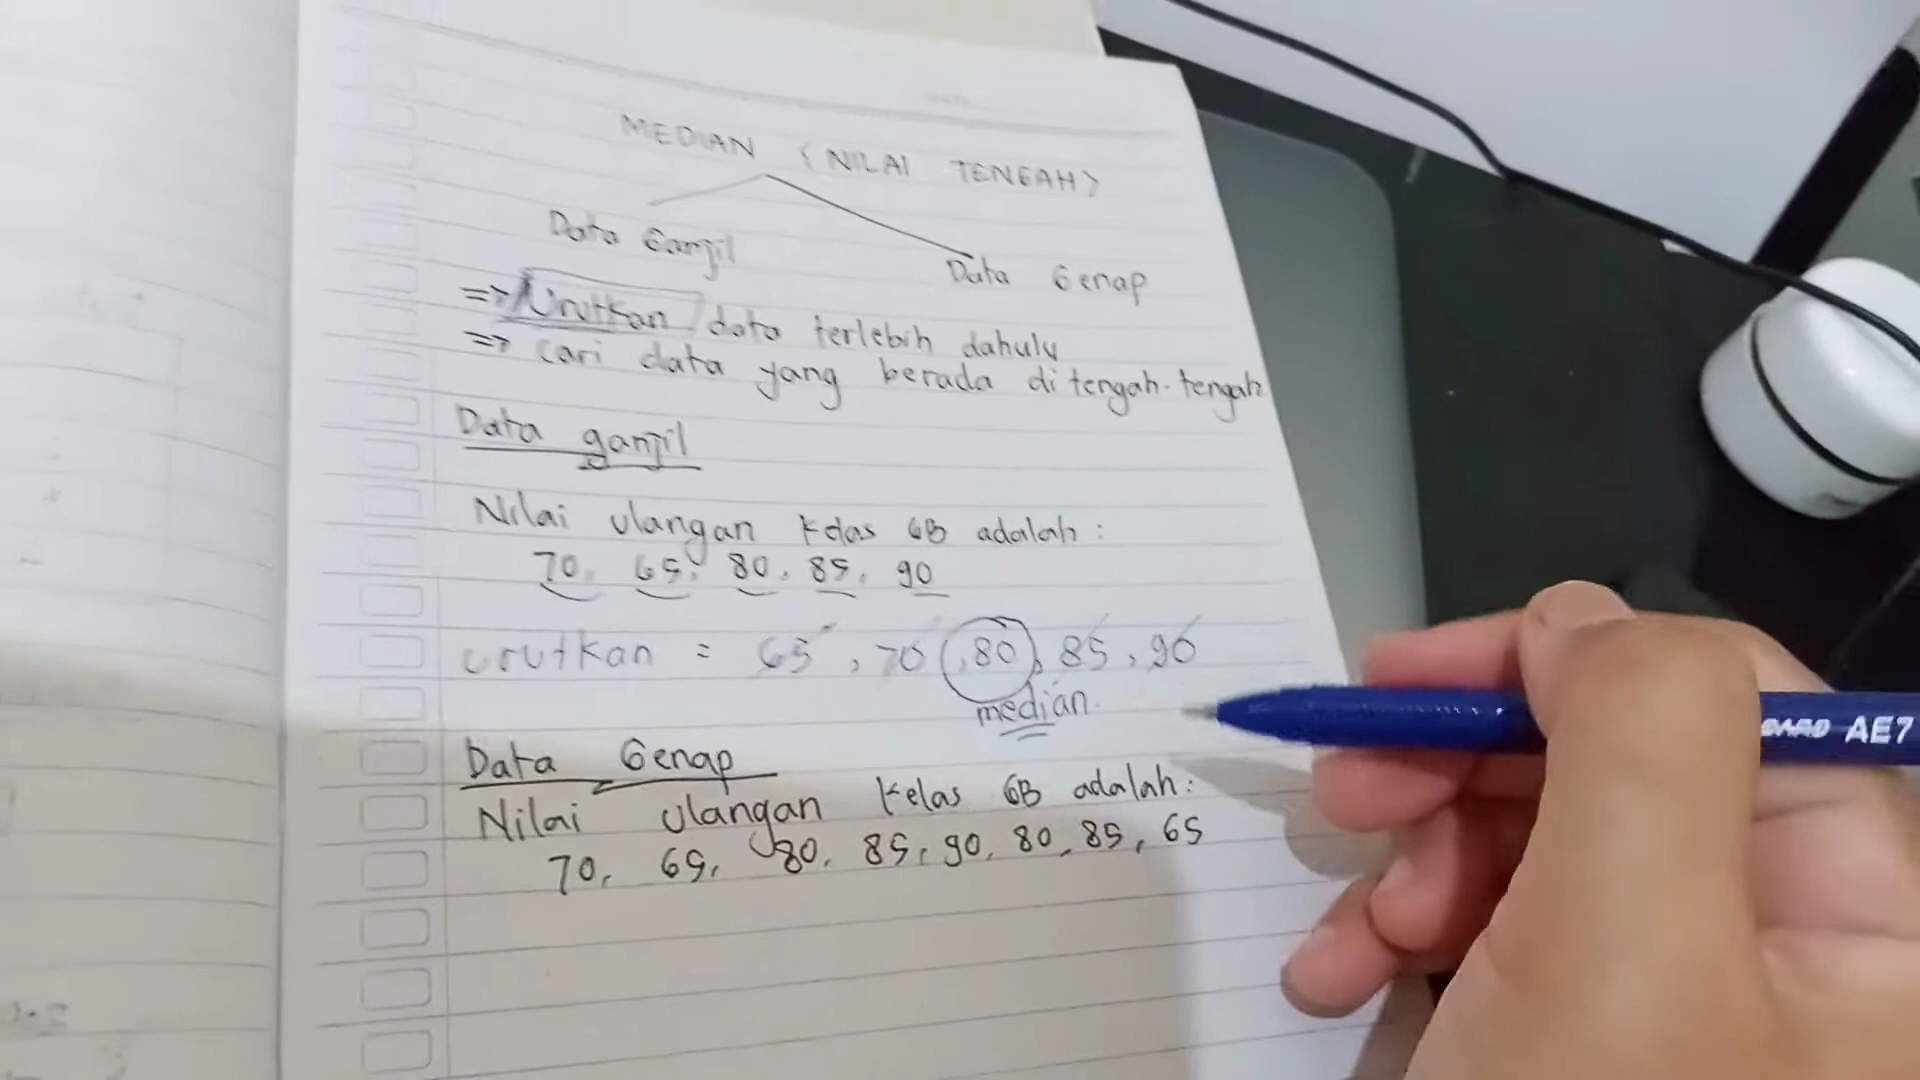 MEDIAN < NILAI TENGAH >
Data Ganjil
Data Genap
=> Urutkan data terlebih dahulu
=> cari data yang berada di tengah-tengah
Data ganjil
Nilai ulangan Kelas 6B adalah :
70, 65, 80, 85, 90
urutkan = 65, 70, 80, 85, 90
median
Data Genap
Nilai ulangan Kelas 6B adalah :
70, 65, 80, 85, 90, 80, 85, 65
AE7